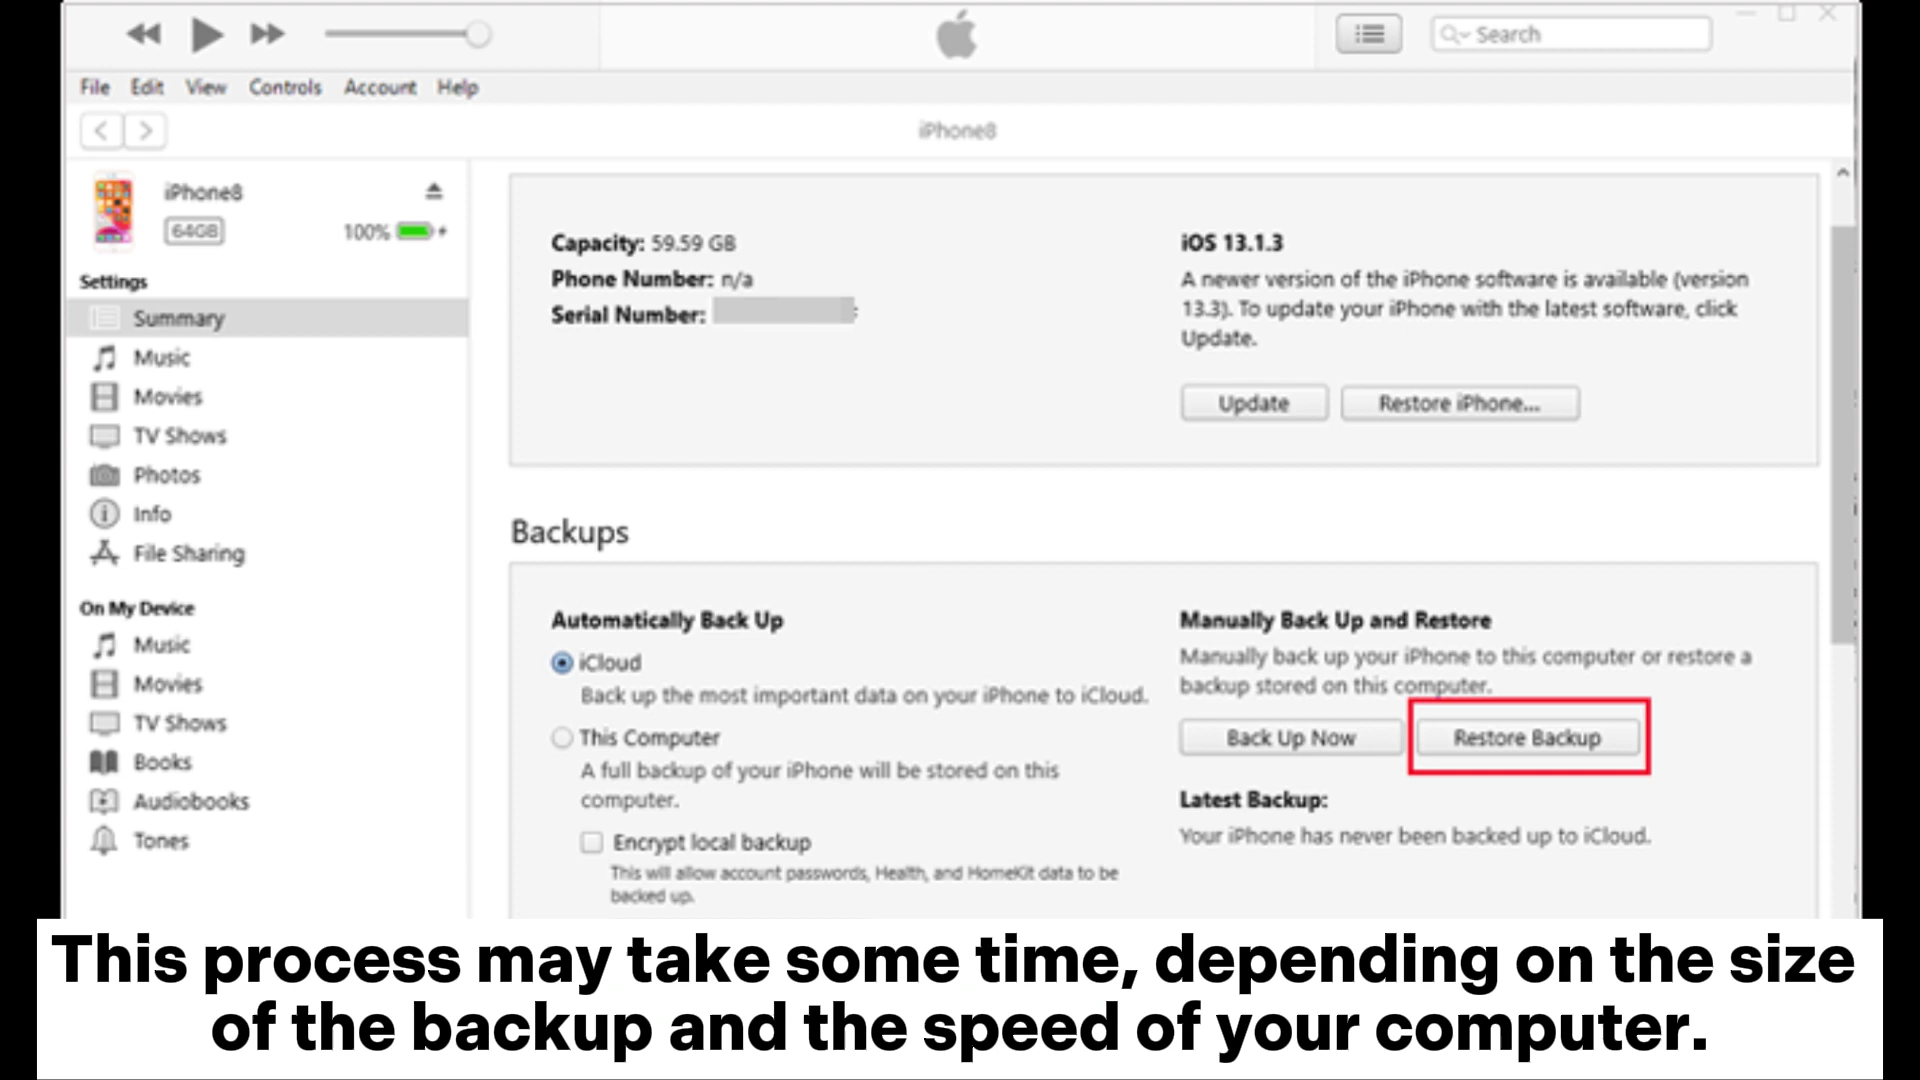 Search
File Edit View Controls Account Help
iPhone8
iPhone8
64GB 100%
Settings
Summary
Music
Movies
TV Shows
Photos
Info
File Sharing
On My Device
Music
Movies
TV Shows
Books
Audiobooks
Tones
Capacity: 59.59 GB
Phone Number: n/a
Serial Number:
iOS 13.1.3
A newer version of the iPhone software is available (version
13.3). To update your iPhone with the latest software, click
Update.
Update Restore iPhone...
Backups
Automatically Back Up
iCloud
Back up the most important data on your iPhone to iCloud.
This Computer
A full backup of your iPhone will be stored on this
computer.
Encrypt local backup
This will allow account passwords, Health, and HomeKit data to be
backed up.
Manually Back Up and Restore
Manually back up your iPhone to this computer or restore a
backup stored on this computer.
Back Up Now Restore Backup
Latest Backup:
Your iPhone has never been backed up to iCloud.
This process may take some time, depending on the size
of the backup and the speed of your computer.